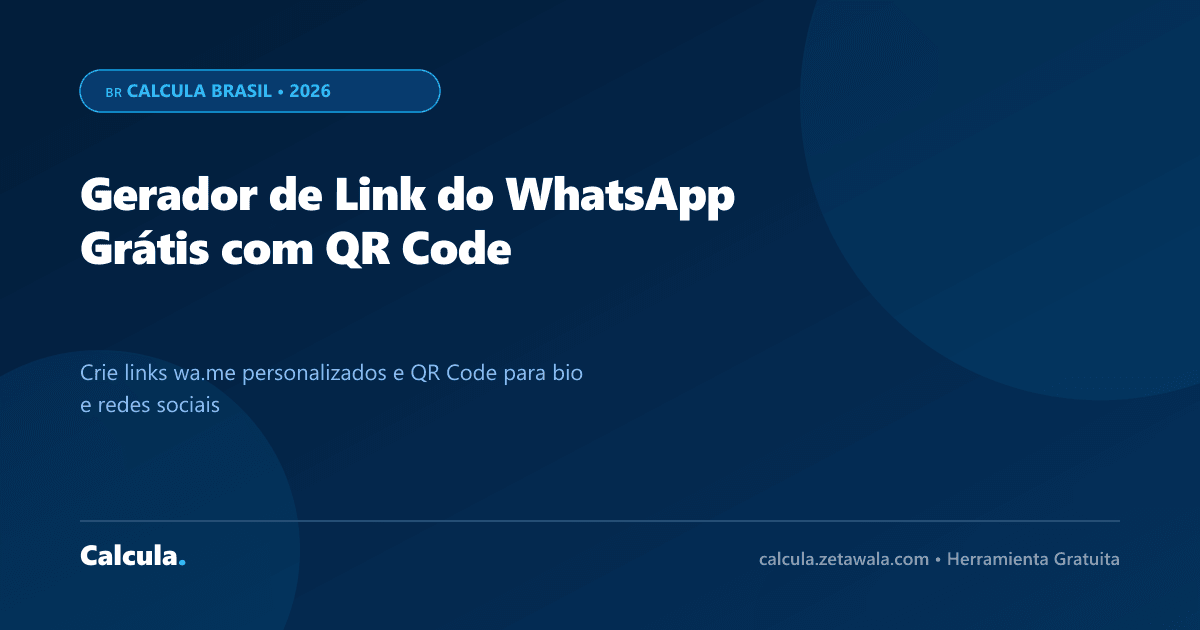 BR CALCULA BRASIL • 2026
Gerador de Link do WhatsApp
Grátis com QR Code
Crie links wa.me personalizados e QR Code para bio
e redes sociais
Calcula.
calcula.zetawala.com • Herramienta Gratuita